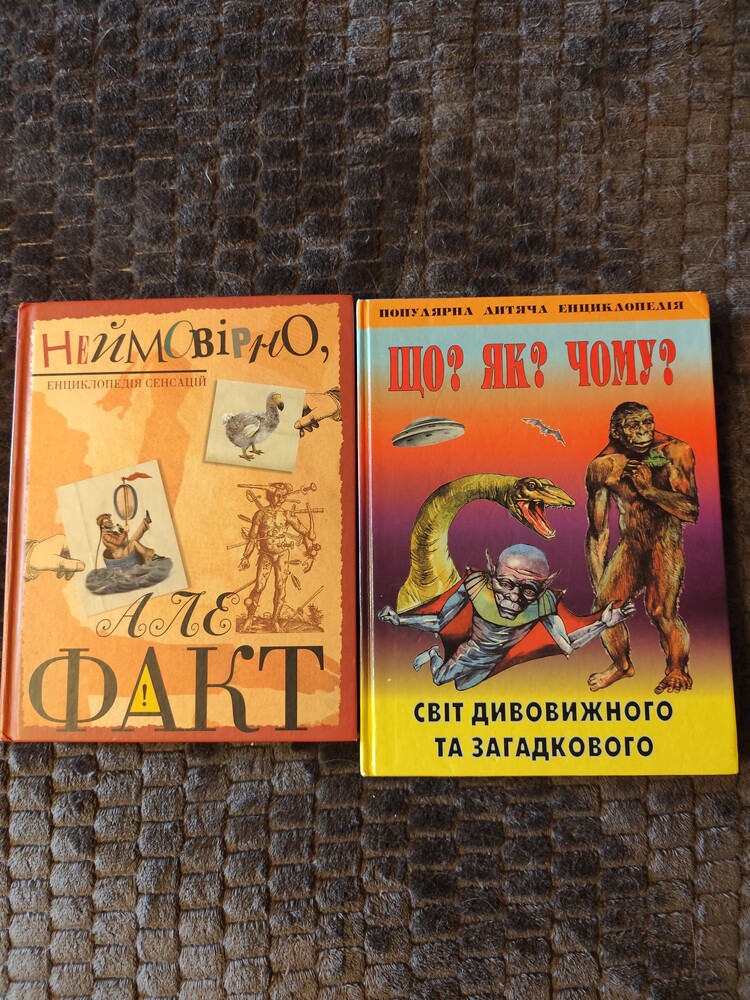 НЕЙМОВІРНО,
ЕНЦИКЛОПЕДІЯ СЕНСАЦІЙ
АЛЕ
ФАКТ
!
ПОПУЛЯРНА ДИТЯЧА ЕНЦИКЛОПЕДІЯ
ЩО? ЯК? ЧОМУ?
СВІТ ДИВОВИЖНОГО
ТА ЗАГАДКОВОГО